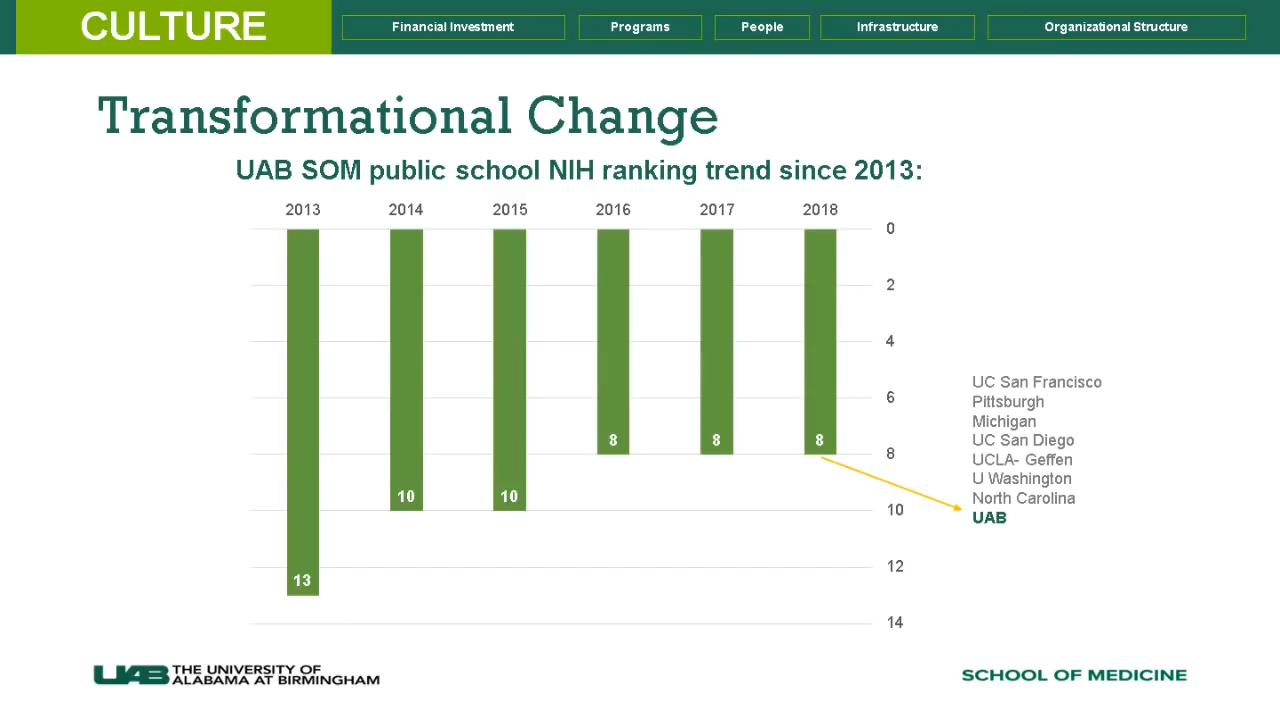 CULTURE
Financial Investment
Programs
People
Infrastructure
Organizational Structure
Transformational Change
UAB SOM public school NIH ranking trend since 2013:
2013 2014 2015 2016 2017 2018
0
2
4
6
8
10
12
14
13
10
10
8
8
8
UC San Francisco
Pittsburgh
Michigan
UC San Diego
UCLA- Geffen
U Washington
North Carolina
UAB
UAB THE UNIVERSITY OF
ALABAMA AT BIRMINGHAM
SCHOOL OF MEDICINE